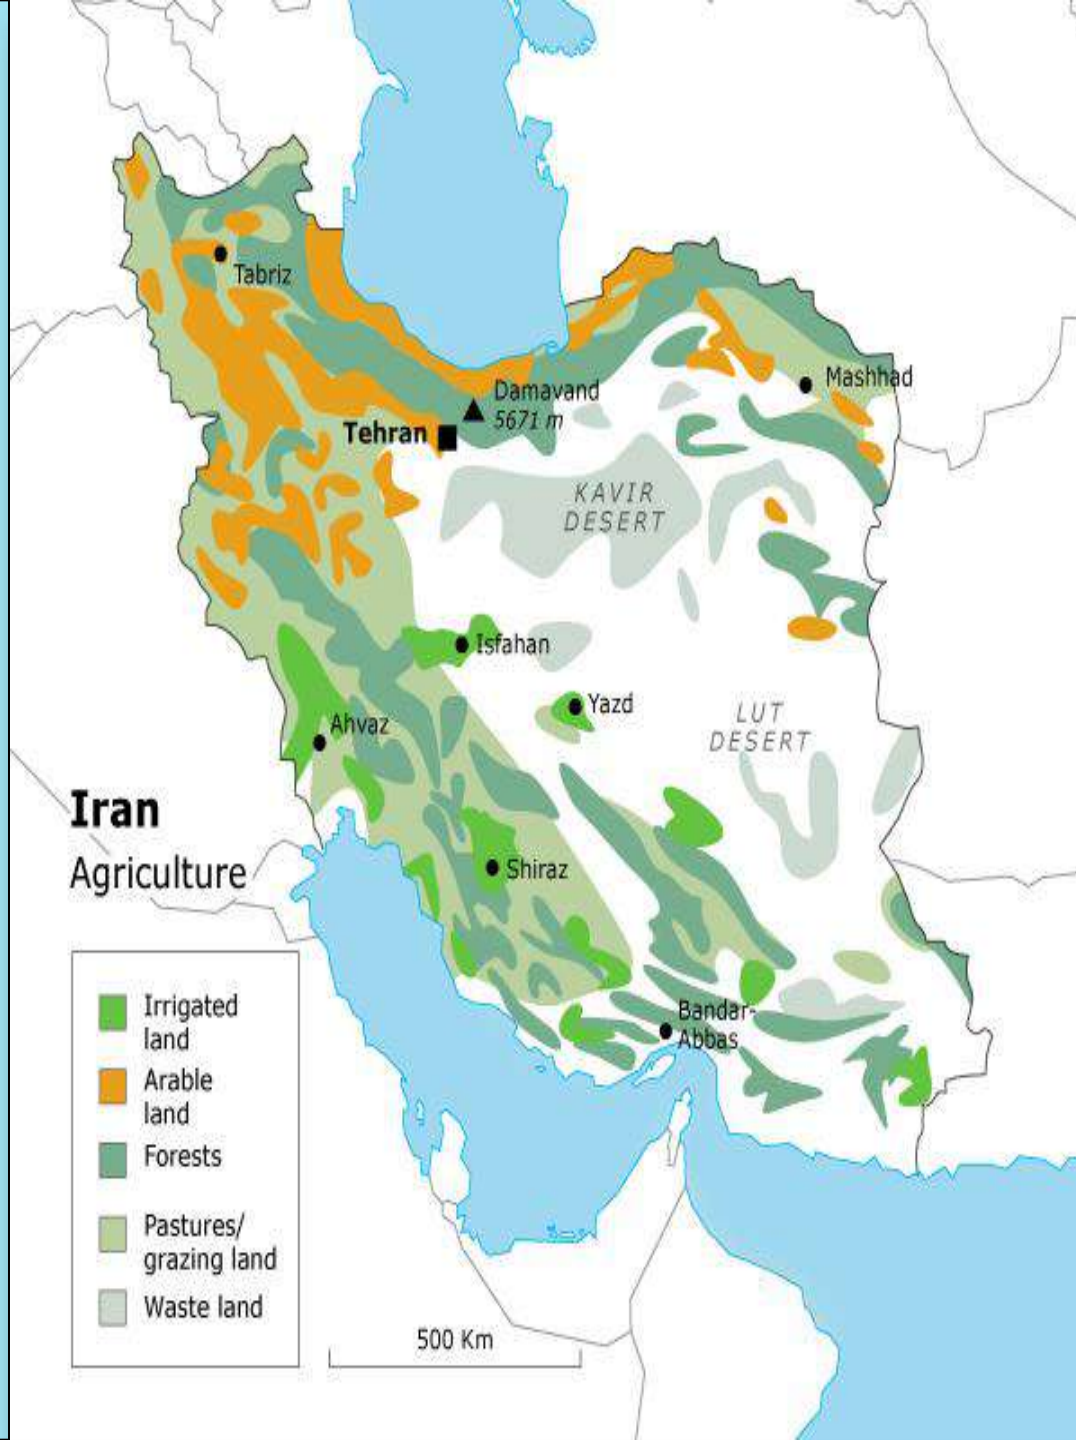 Tabriz
Mashhad
Damavand
5671 m
Tehran
KAVIR
DESERT
Isfahan
Yazd
LUT
DESERT
Ahvaz
Iran
Agriculture
Shiraz
Bandar-
Abbas
Irrigated
land
Arable
land
Forests
Pastures/
grazing land
Waste land
500 Km